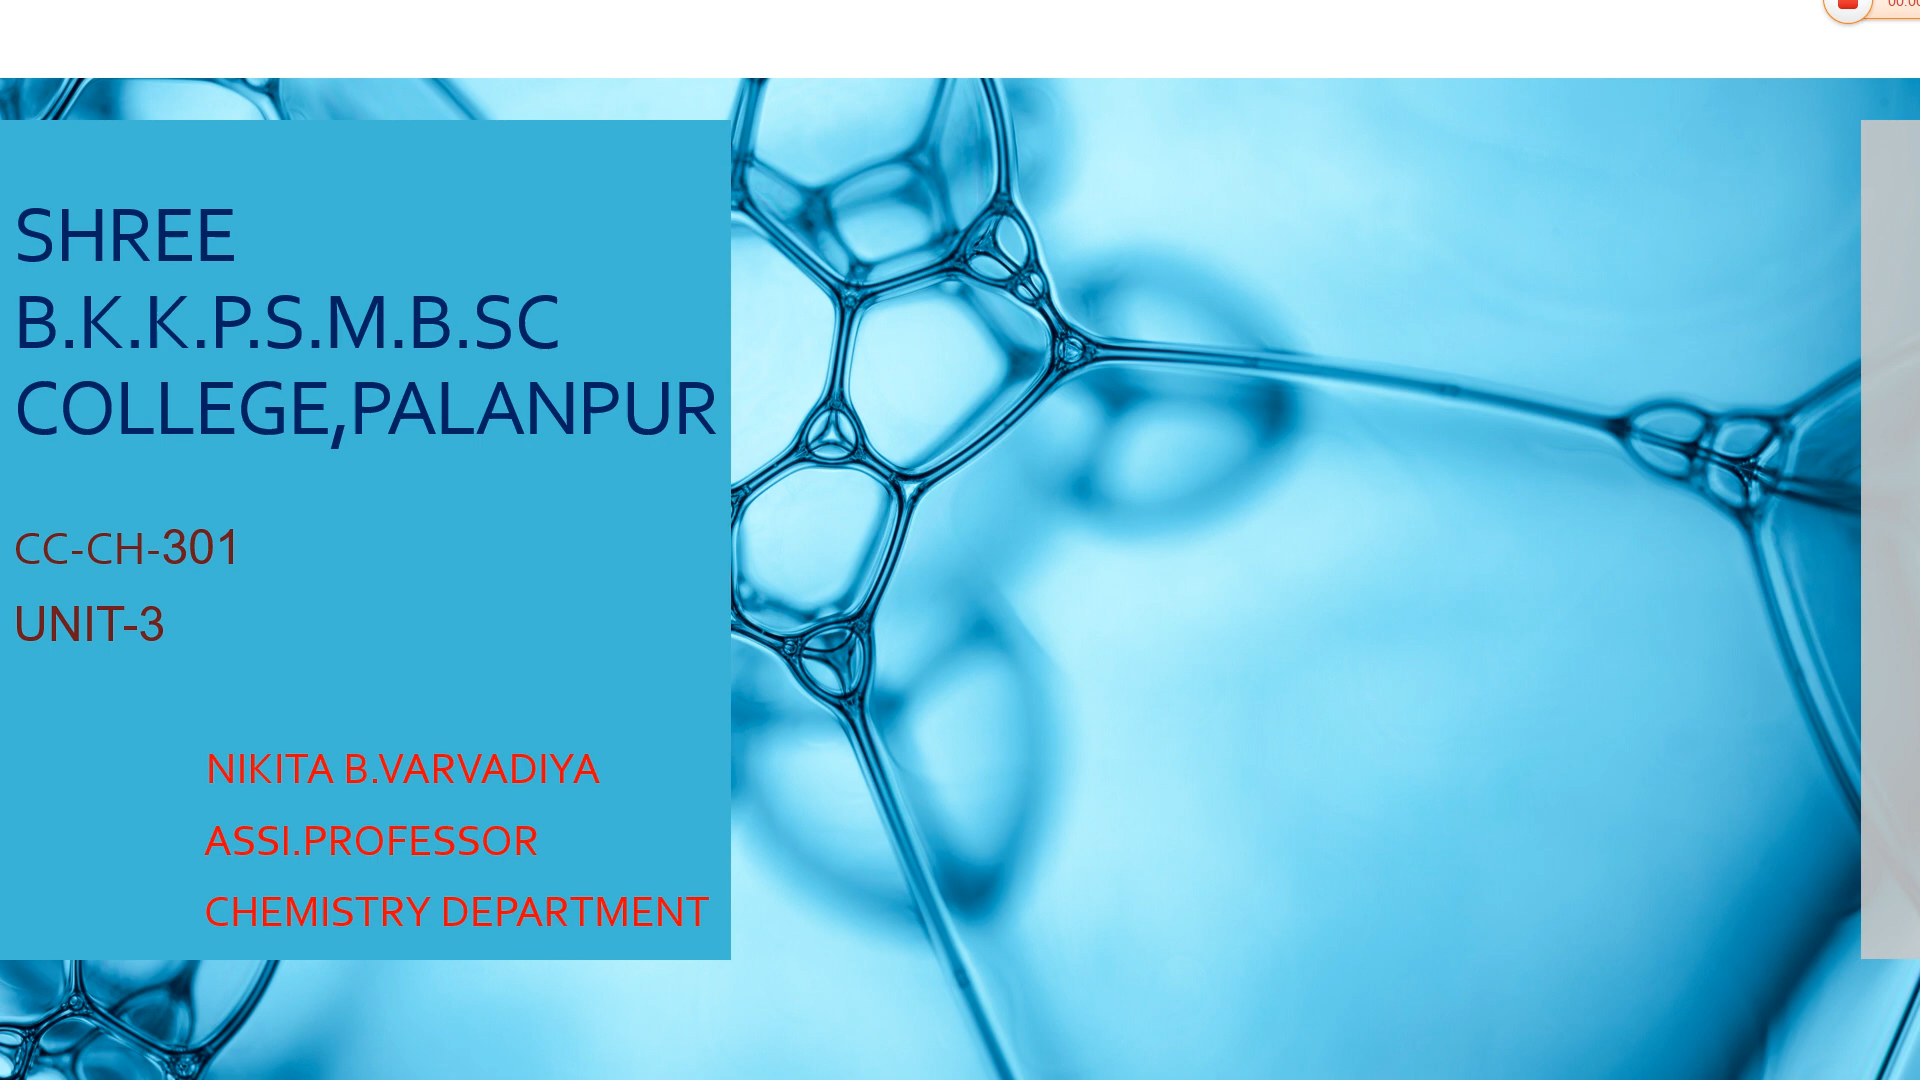 SHREE
B.K.K.P.S.M.B.SC
COLLEGE,PALANPUR
CC-CH-301
UNIT-3
NIKITA B.VARVADIYA
ASSI.PROFESSOR
CHEMISTRY DEPARTMENT